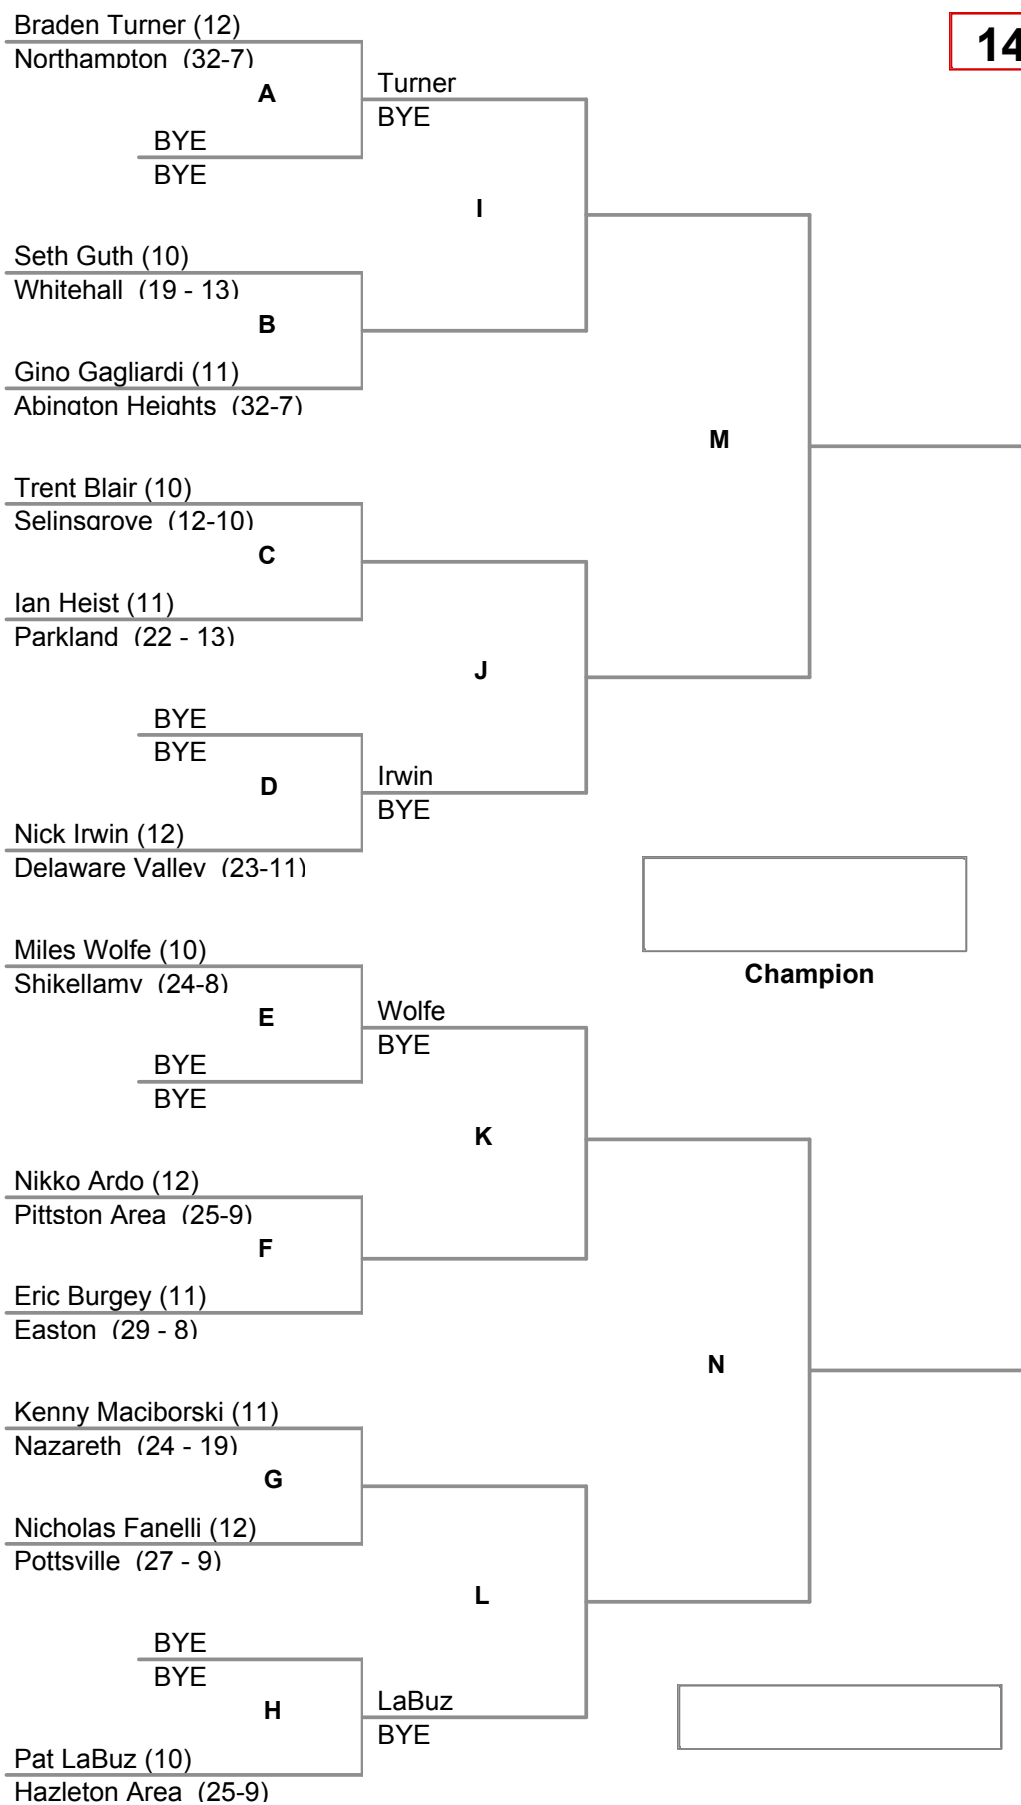 Braden Turner (12)
14
Northampton (32-7)
Turner
A
BYE
BYE
BYE
I
Seth Guth (10)
Whitehall (19 - 13)
B
Gino Gagliardi (11)
Abington Heights (32-7)
M
Trent Blair (10)
Selinsgrove (12-10)
C
Ian Heist (11)
Parkland (22 - 13)
J
BYE
BYE
Irwin
D
BYE
Nick Irwin (12)
Delaware Valley (23-11)
Miles Wolfe (10)
Champion
Shikellamy (24-8)
Wolfe
E
BYE
BYE
BYE
K
Nikko Ardo (12)
Pittston Area (25-9)
F
Eric Burgey (11)
Easton (29 - 8)
N
Kenny Maciborski (11)
Nazareth (24 - 19)
G
Nicholas Fanelli (12)
Pottsville (27 - 9)
L
BYE
BYE
LaBuz
H
BYE
Pat LaBuz (10)
Hazleton Area (25-9)